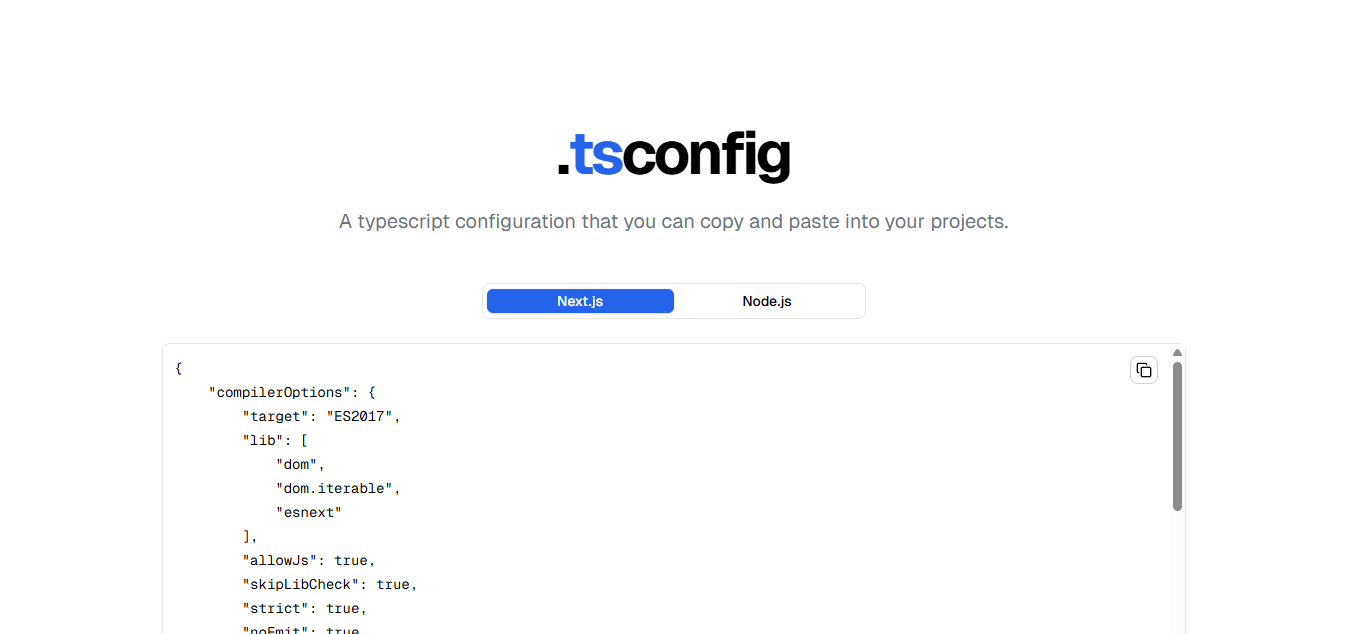 .tsconfig
A typescript configuration that you can copy and paste into your projects.
Next.js
Node.js
{
    "compilerOptions": {
        "target": "ES2017",
        "lib": [
            "dom",
            "dom.iterable",
            "esnext"
        ],
        "allowJs": true,
        "skipLibCheck": true,
        "strict": true,
        "noEmit": true